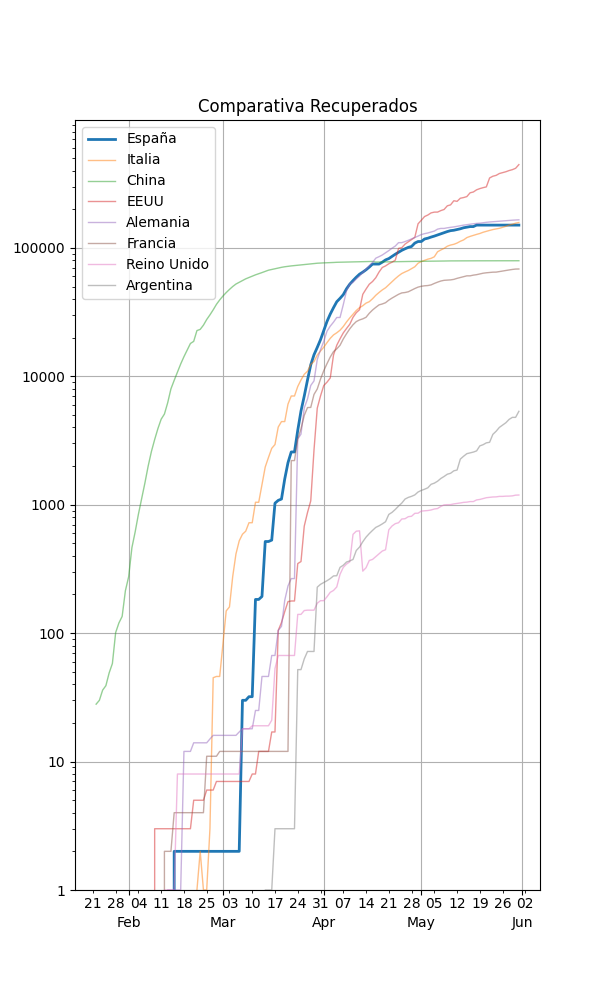 Comparativa Recuperados
España
Italia
China
EEUU
Alemania
Francia
Reino Unido
Argentina
100000
10000
1000
100
10
1
21 28 04 11 18 25 03 10 17 24 31 07 14 21 28 05 12 19 26 02
Feb Mar Apr May Jun